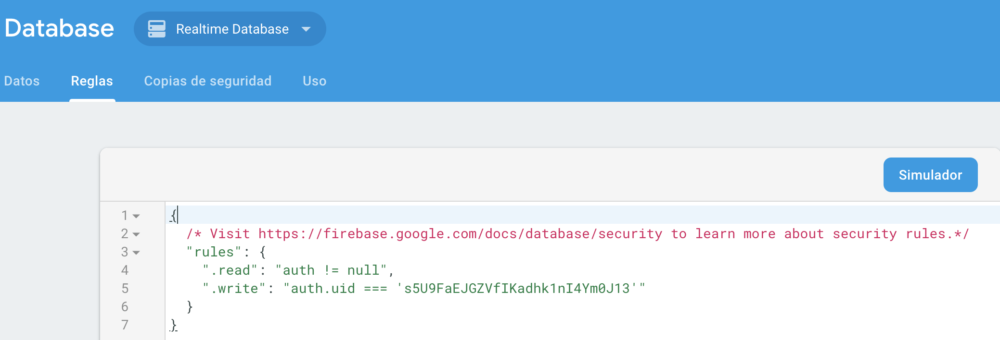 Database
Realtime Database
Datos
Reglas
Copias de seguridad
Uso
Simulador
1 {
2 /* Visit https://firebase.google.com/docs/database/security to learn more about security rules.*/
3 "rules": {
4 ".read": "auth != null",
5 ".write": "auth.uid === 's5U9FaEJGZVfIKadhk1nI4Ym0J13'"
6 }
7 }